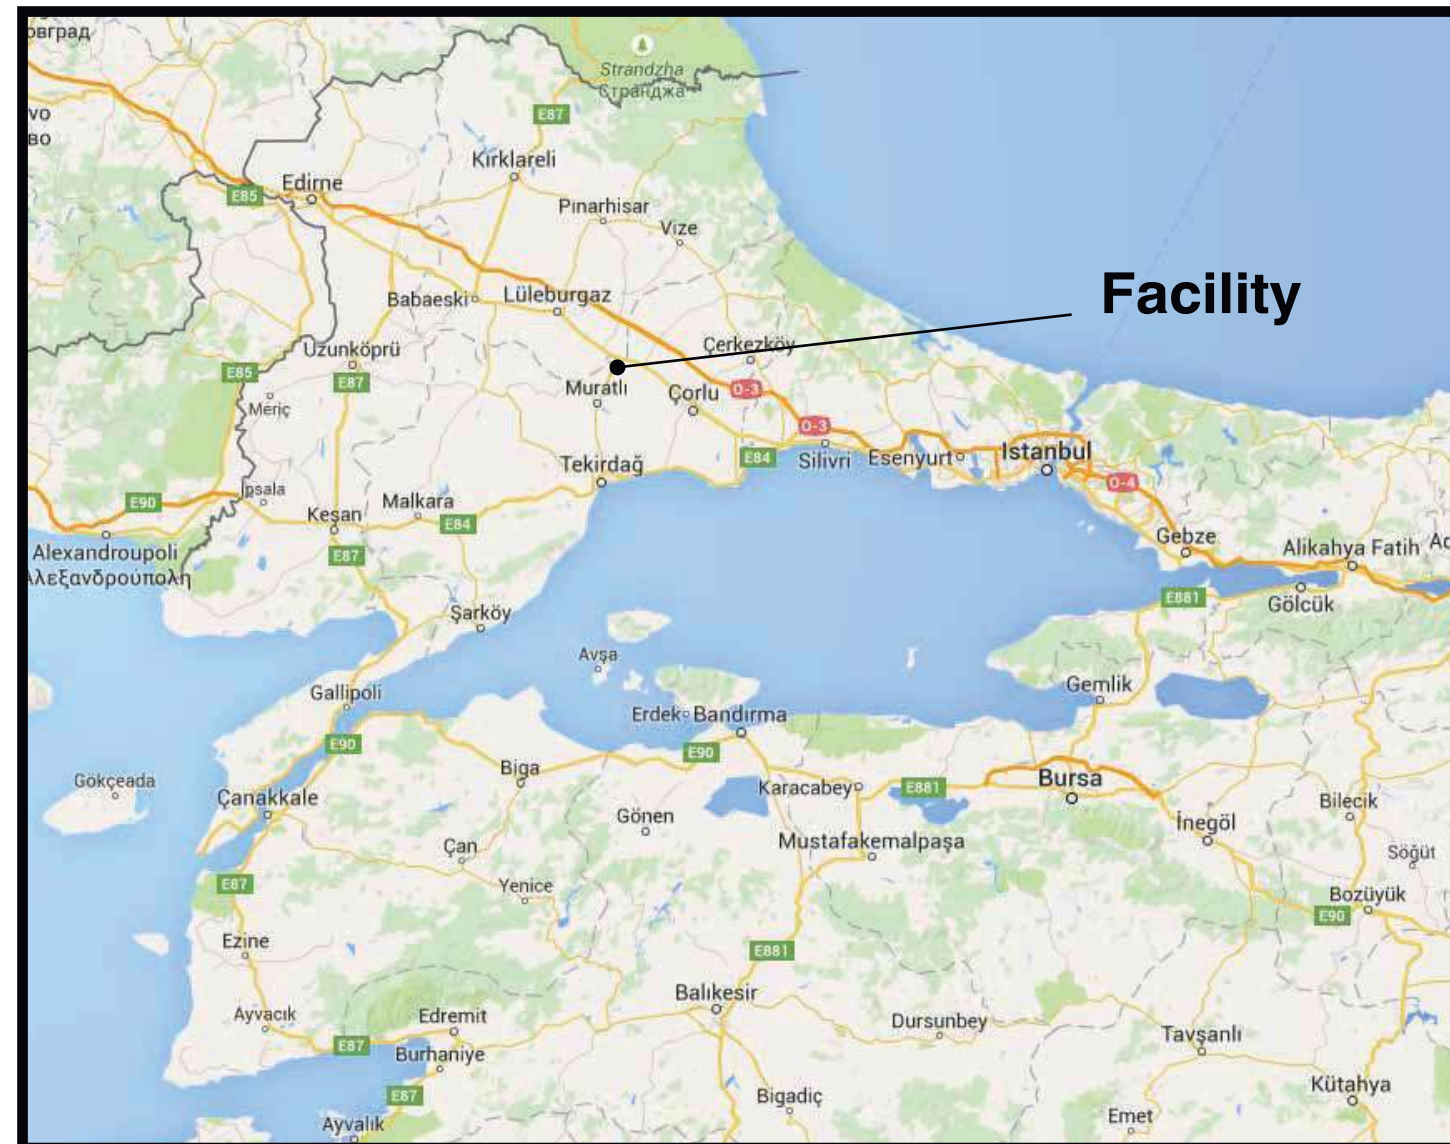 овград
Strandzha
Странджа
vo
во
E87
Kırklareli
Edirne
E85
Pınarhisar
Vize
Facility
Babaeski
Lüleburgaz
Çerkezköy
Uzunköprü
E85
E87
Muratlı
Çorlu
O-3
Meriç
O-3
Istanbul
E84
Silivri
Esenyurt
Tekirdağ
O-4
İpsala
Malkara
E90
Keşan
E84
Gebze
Alikahya Fatih
Alexandroupoli
Αλεξανδρούπολη
E87
E881
Gölcük
Şarköy
Avşa
Gallipoli
Gemlik
Erdek
Bandırma
E90
E90
Biga
Gökçeada
Karacabey
E881
Bursa
Çanakkale
Bilecik
Gönen
İnegöl
Çan
Mustafakemalpaşa
Söğüt
E87
Yenice
Bozüyük
E90
Ezine
E881
Balıkesir
Ayvacık
Edremit
Dursunbey
Tavşanlı
E87
Burhaniye
Kütahya
E87
Bigadiç
Emet
Ayvalık